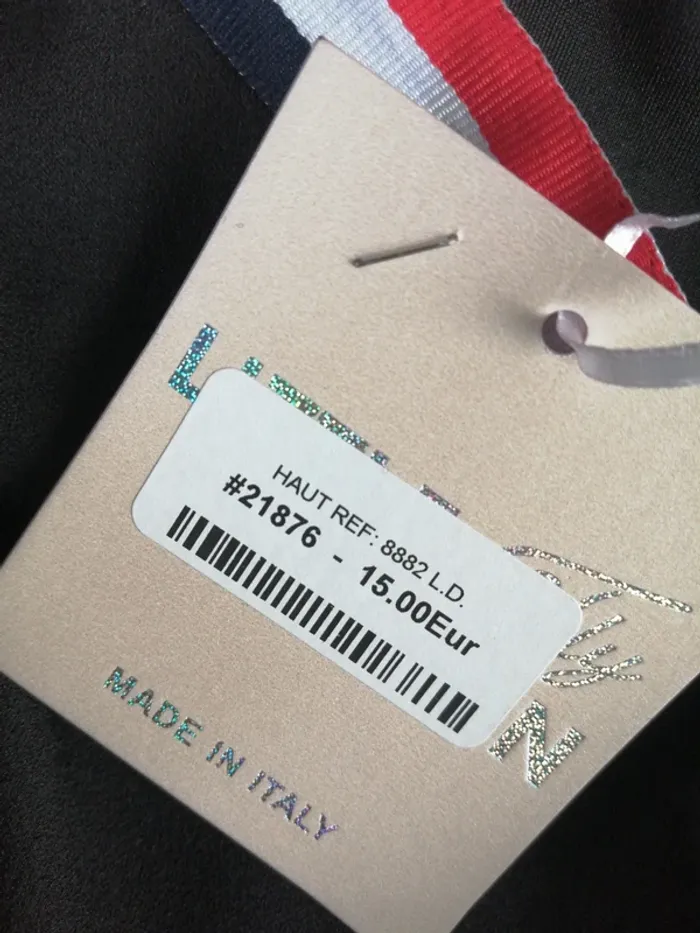 HAUT REF: 8882 L.D.
#21876 - 15.00Eur
MADE IN ITALY